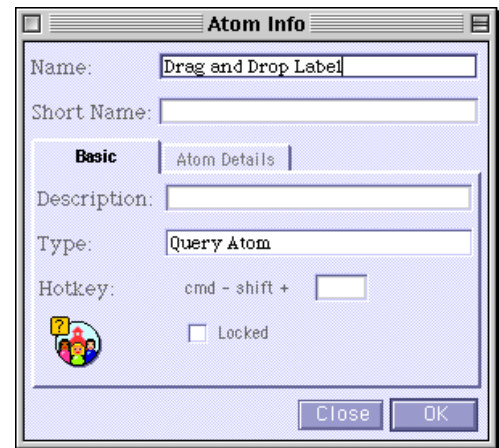 Atom Info
Name: Drag and Drop Label
Short Name:
Basic Atom Details
Description:
Type: Query Atom
Hotkey: cmd - shift +
?
Locked
Close OK